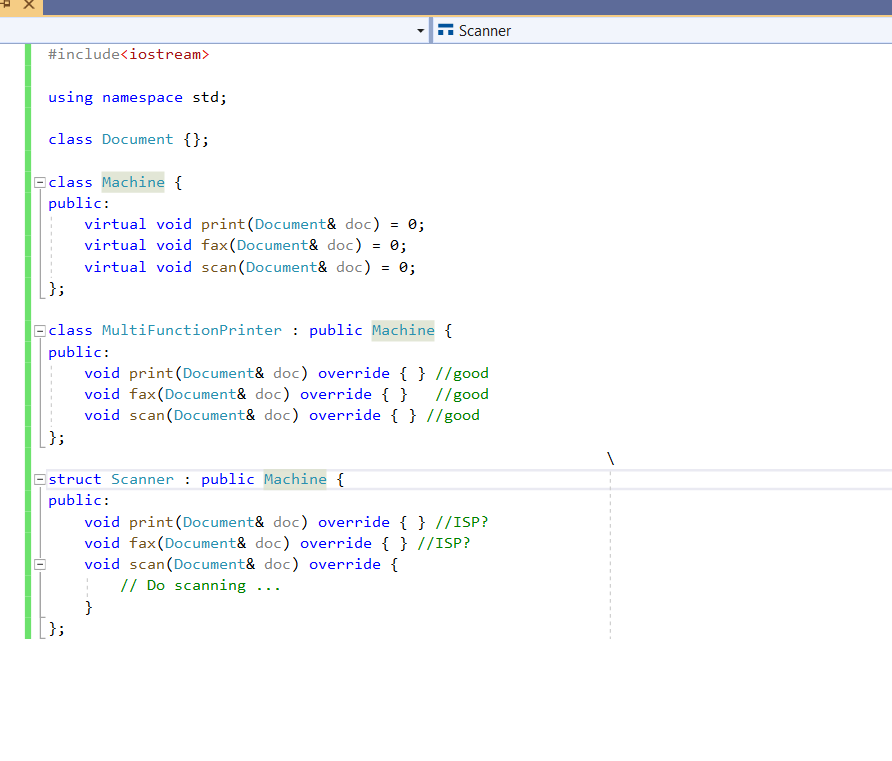 Scanner
#include<iostream>
using namespace std;
class Document {};
class Machine {
public:
    virtual void print(Document& doc) = 0;
    virtual void fax(Document& doc) = 0;
    virtual void scan(Document& doc) = 0;
};
class MultiFunctionPrinter : public Machine {
public:
    void print(Document& doc) override { } //good
    void fax(Document& doc) override { }   //good
    void scan(Document& doc) override { } //good
};
\
struct Scanner : public Machine {
public:
    void print(Document& doc) override { } //ISP?
    void fax(Document& doc) override { } //ISP?
    void scan(Document& doc) override {
        // Do scanning ...
    }
};